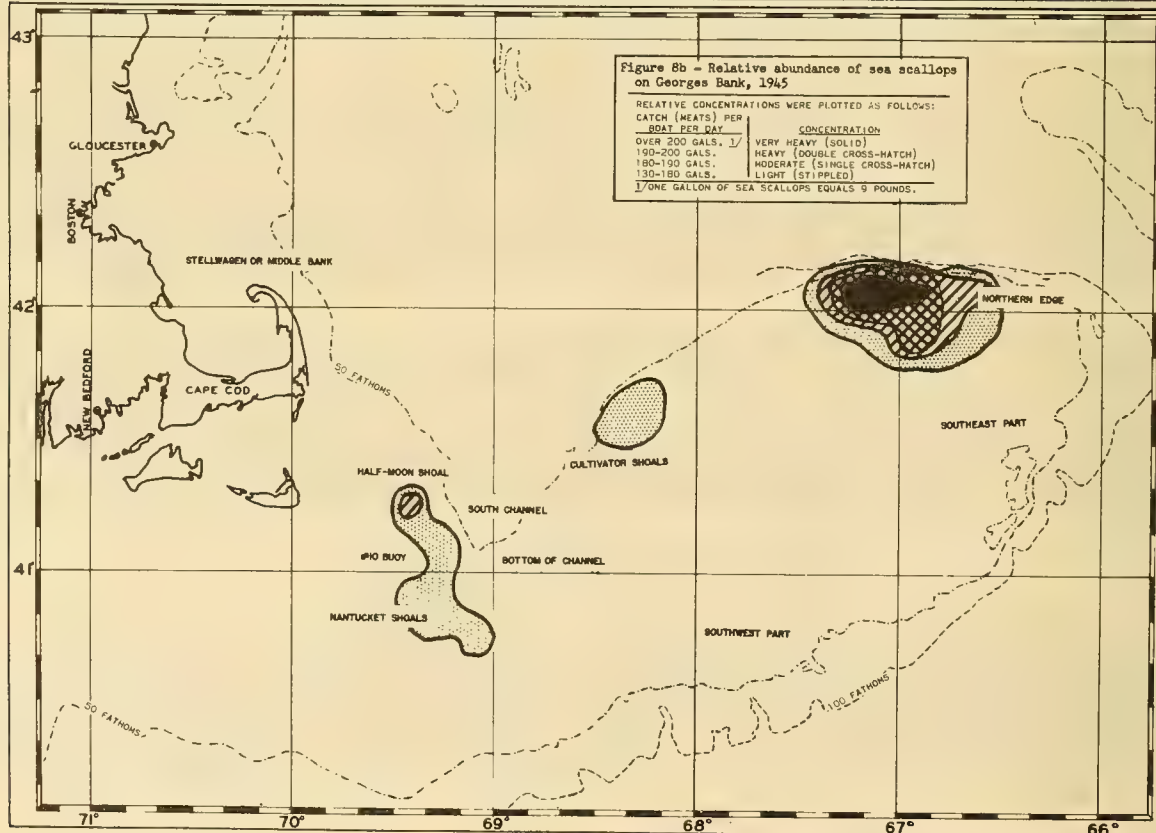 Figure 8b - Relative abundance of sea scallops
on Georges Bank, 1945
RELATIVE CONCENTRATIONS WERE PLOTTED AS FOLLOWS:
CATCH (MEATS) PER
BOAT PER DAY CONCENTRATION
OVER 200 GALS. 1/ VERY HEAVY (SOLID)
190-200 GALS. HEAVY (DOUBLE CROSS-HATCH)
180-190 GALS. MODERATE (SINGLE CROSS-HATCH)
130-180 GALS. LIGHT (STIPPLED)
1/ONE GALLON OF SEA SCALLOPS EQUALS 9 POUNDS.
43°
GLOUCESTER
BOSTON
STELLWAGEN OR MIDDLE BANK
42°
NORTHERN EDGE
50 FATHOMS
NEW BEDFORD
CAPE COD
SOUTHEAST PART
CULTIVATOR SHOALS
HALF-MOON SHOAL
SOUTH CHANNEL
#10 BUOY
BOTTOM OF CHANNEL
41°
NANTUCKET SHOALS
SOUTHWEST PART
50 FATHOMS
100 FATHOMS
71° 70° 69° 68° 67° 66°